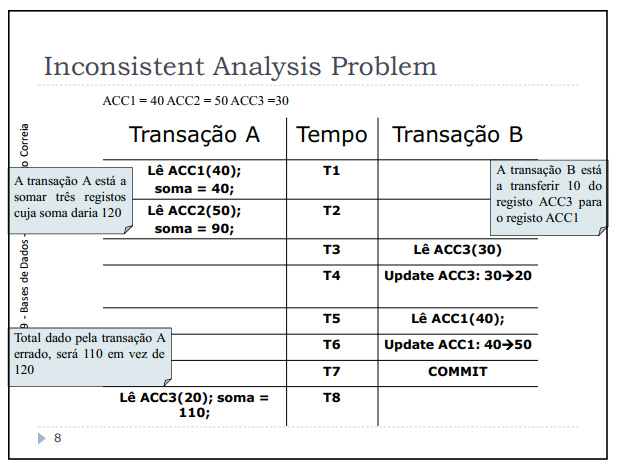 Inconsistent Analysis Problem
ACC1 = 40 ACC2 = 50 ACC3 =30
Transação A Tempo Transação B
Lê ACC1(40);
soma = 40;
T1
Lê ACC2(50);
soma = 90;
T2
T3 Lê ACC3(30)
T4 Update ACC3: 30→20
T5 Lê ACC1(40);
T6 Update ACC1: 40→50
T7 COMMIT
Lê ACC3(20); soma =
110;
T8
A transação A está a
somar três registos
cuja soma daria 120
A transação B está
a transferir 10 do
registo ACC3 para
o registo ACC1
Total dado pela transação A
errado, será 110 em vez de
120
9 - Bases de Dados -
o Correia
8